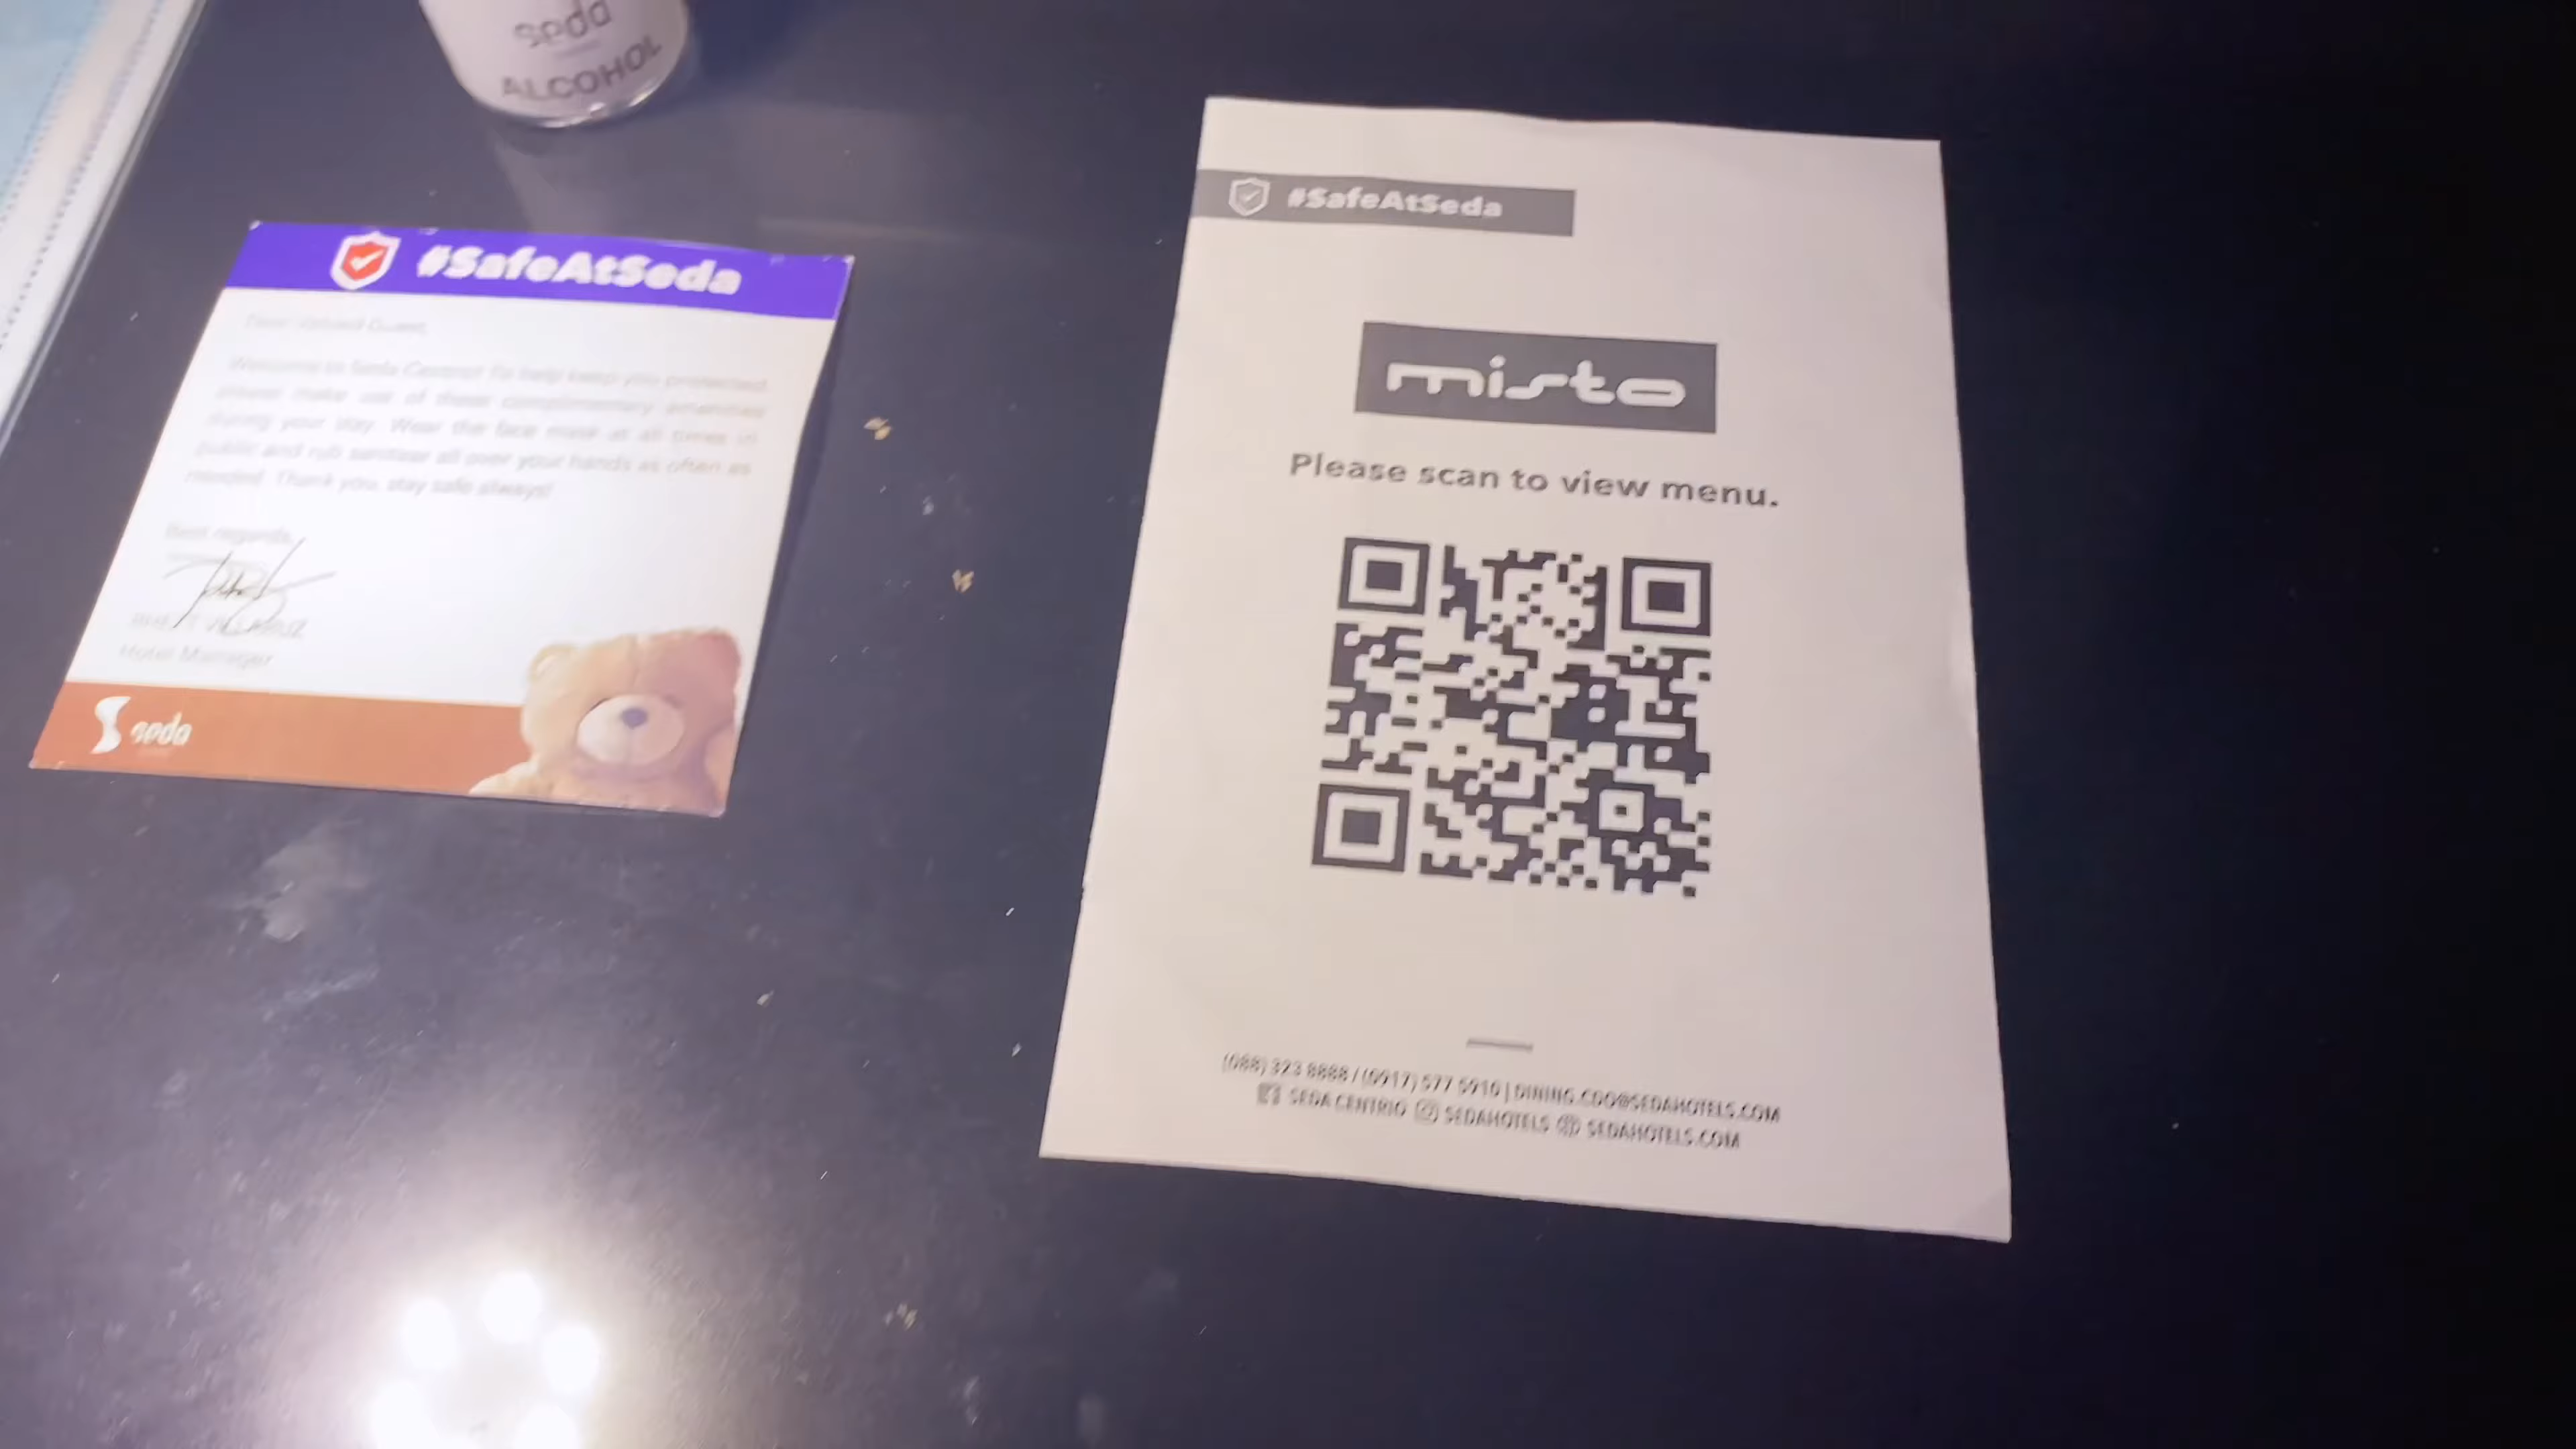 seda
ALCOHOL
#SafeAtSeda
Dear Valued Guest,
Welcome to Seda Centrio! To help keep you protected,
please make use of these complimentary amenities
during your stay. Wear the face mask at all times in
public and rub sanitizer all over your hands as often as
needed. Thank you, stay safe always!
Best regards,
VILLARUZ
Hotel Manager
seda
#SafeAtSeda
misto
Please scan to view menu.
(088) 323 8888 / (0917) 577 5910 | DINING.CDO@SEDAHOTELS.COM
SEDA CENTRIO SEDAHOTELS SEDAHOTELS.COM